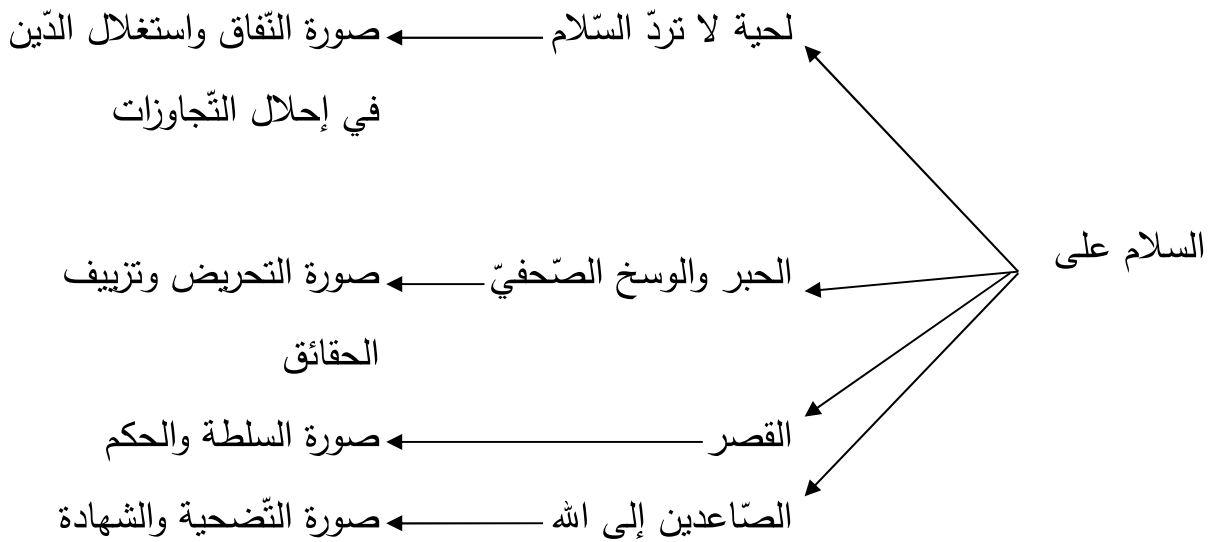 لحية لا تردّ السّلام
صورة النّفاق واستغلال الدّين
في إحلال التّجاوزات
السلام على
الحبر والوسخ الصّحفيّ
صورة التحريض وتزييف
الحقائق
القصر
صورة السلطة والحكم
الصّاعدين إلى الله
صورة التّضحية والشهادة